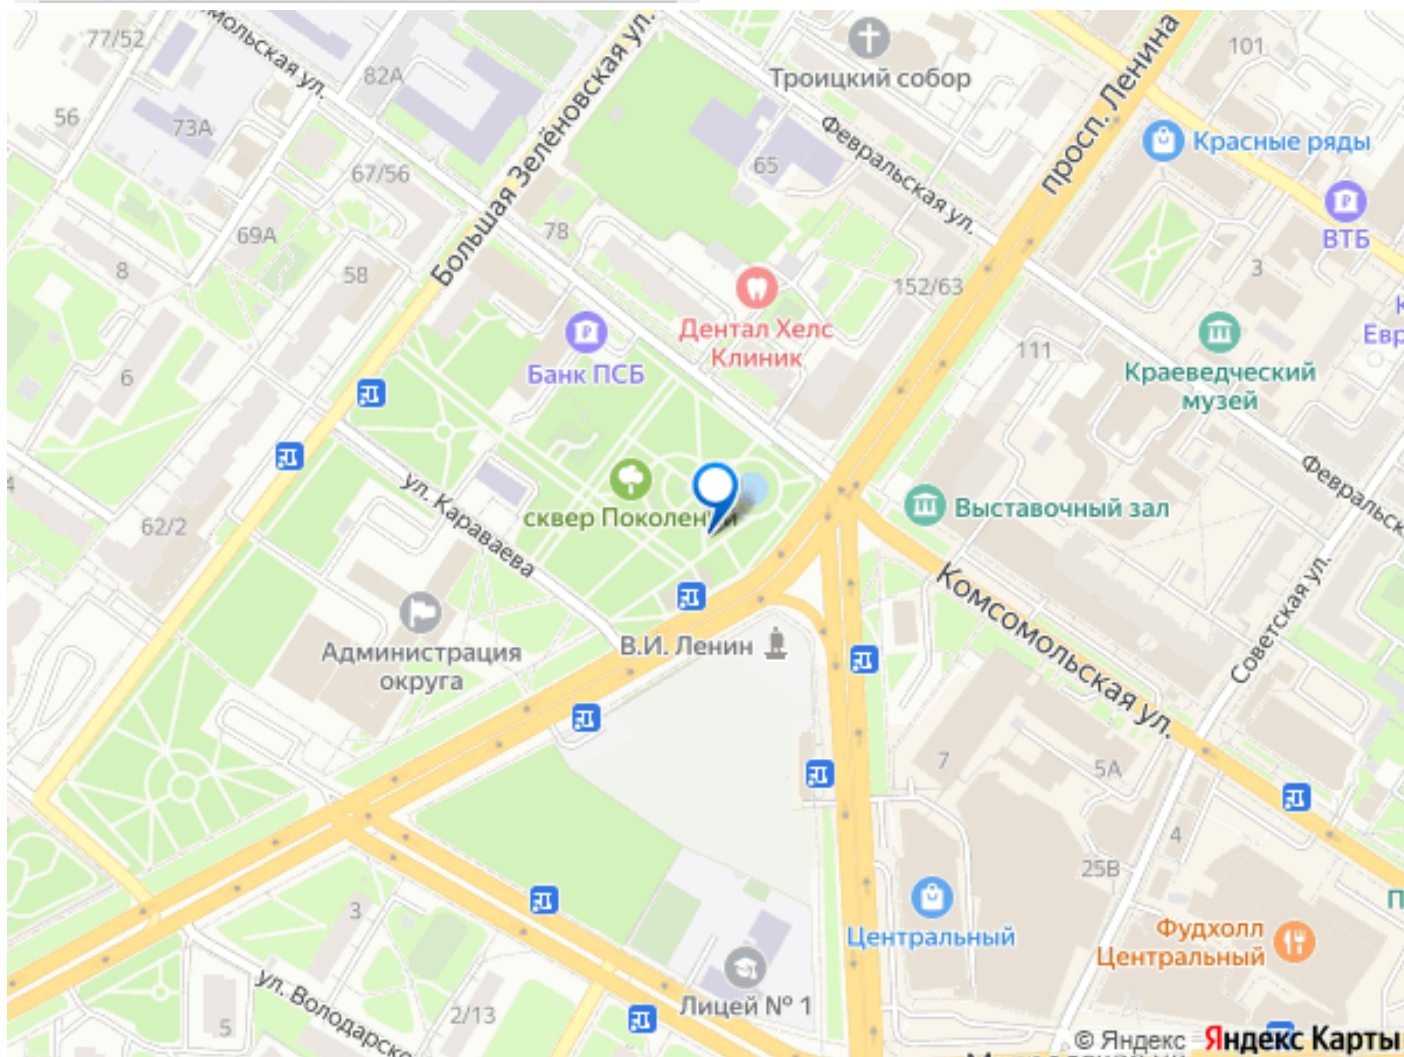 77/52
мольская ул.
82А
Большая Зелёновская ул.
Троицкий собор
просп. Ленина
101
56
73А
67/56
65
Февральская ул.
Красные ряды
ВТБ
69А
78
8
58
152/63
3
Дентал Хелс
Клиник
Банк ПСБ
111
Краеведческий
музей
Евр
6
62/2
ул. Караваева
сквер Поколений
Выставочный зал
Февральск
Комсомольская ул.
Советская ул.
Администрация
округа
В.И. Ленин
7
5А
4
25В
3
Центральный
Фудхолл
Центральный
ул. Володарско
2/13
5
Лицей № 1
© Яндекс Яндекс Карты